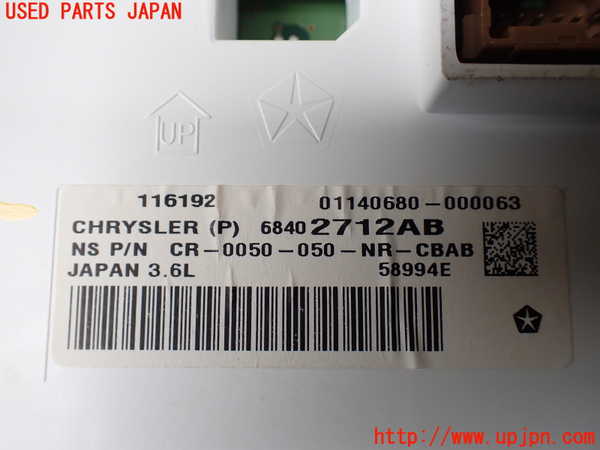 USED PARTS JAPAN
UP
116192 01140680-000063
CHRYSLER (P) 68402712AB
NS P/N CR-0050-050-NR-CBAB
JAPAN 3.6L 58994E
http://www.upjpn.com/